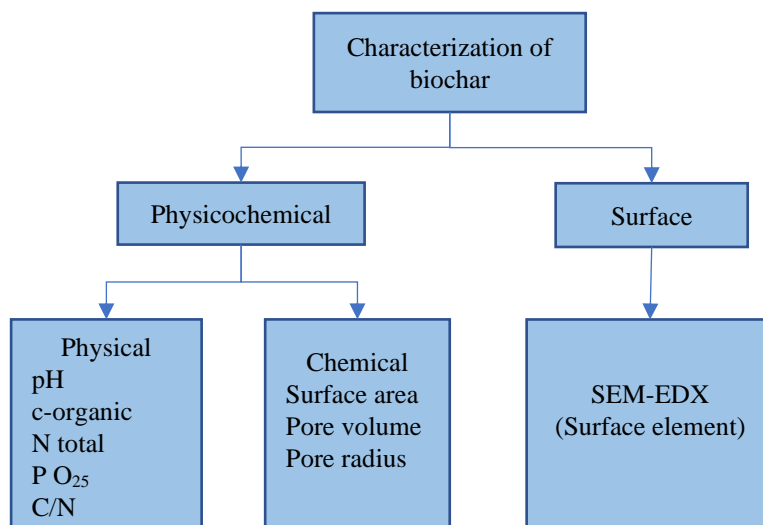 Characterization of
biochar
Physicochemical
Surface
Physical
pH
c-organic
N total
P O₂₅
C/N
Chemical
Surface area
Pore volume
Pore radius
SEM-EDX
(Surface element)